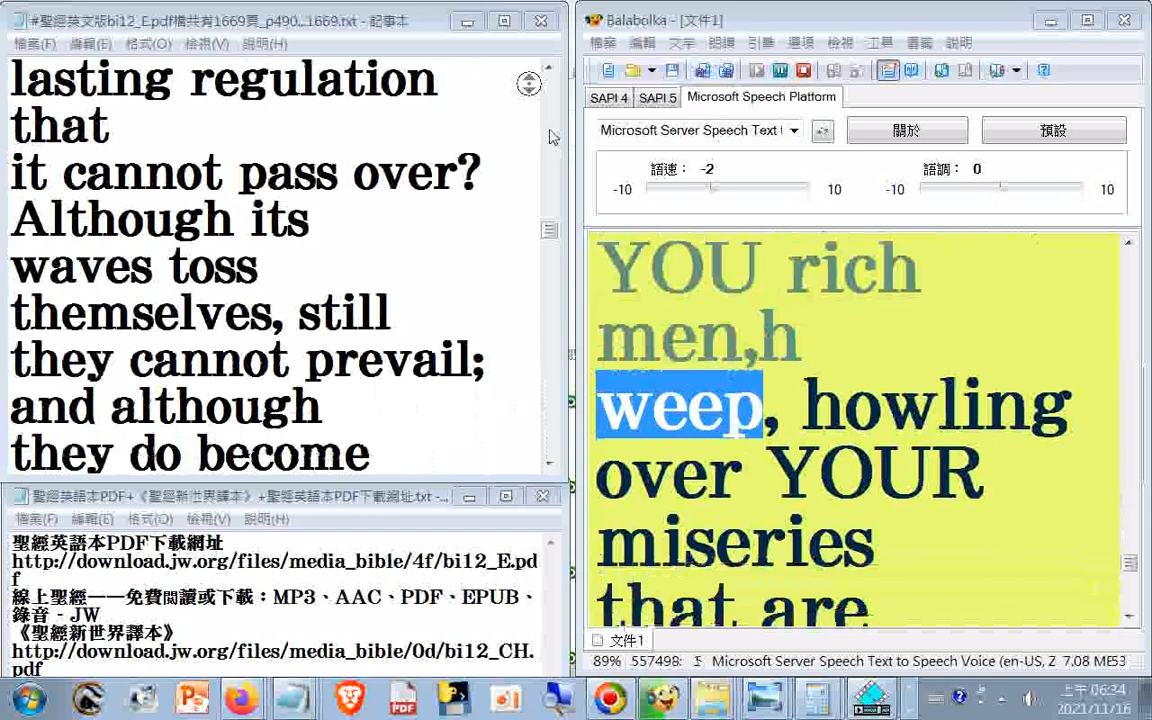 #聖經英文版bi12_E.pdf檔共有1669頁_p490...1669.txt - 記事本
檔案(F) 編輯(E) 格式(O) 檢視(V) 說明(H)
lasting regulation
that
it cannot pass over?
Although its
waves toss
themselves, still
they cannot prevail;
and although
they do become
聖經英語本PDF+《聖經新世界譯本》+聖經英語本PDF下載網址.txt -...
檔案(F) 編輯(E) 格式(O) 檢視(V) 說明(H)
聖經英語本PDF下載網址
http://download.jw.org/files/media_bible/4f/bi12_E.pd
f
線上聖經——免費閱讀或下載：MP3、AAC、PDF、EPUB、
錄音 - JW
《聖經新世界譯本》
http://download.jw.org/files/media_bible/0d/bi12_CH.
pdf
Balabolka - [文件1]
檔案 編輯 文字 朗讀 引擎 選項 檢視 工具 書籤 說明
SAPI 4 SAPI 5 Microsoft Speech Platform
Microsoft Server Speech Text 關於 預設
語速： -2 語調： 0
-10 10 -10 10
YOU rich
men,h
weep, howling
over YOUR
miseries
that are
文件1
89% 557498: Microsoft Server Speech Text to Speech Voice (en-US, Z 7.08 ME53
上午 06:34
2021/11/16